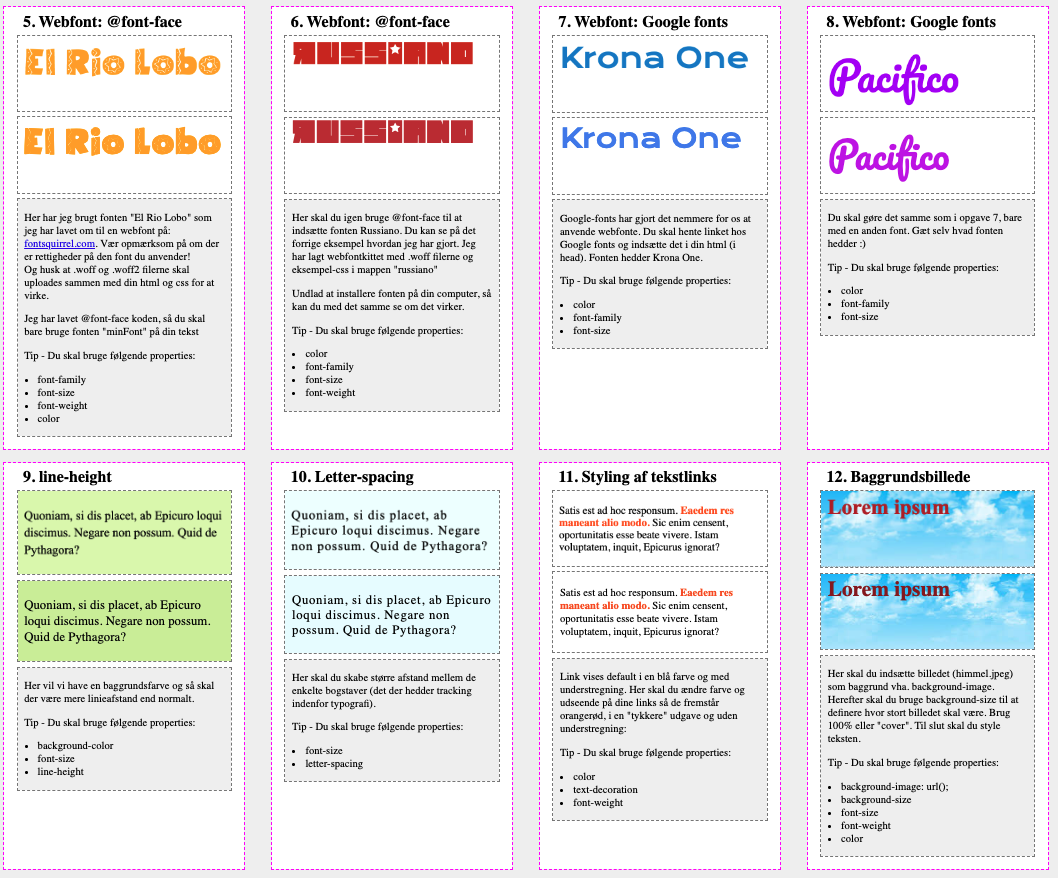 5. Webfont: @font-face
El Rio Lobo
El Rio Lobo
Her har jeg brugt fonten "El Rio Lobo" som
jeg har lavet om til en webfont på:
fontsquirrel.com. Vær opmærksom på om der
er rettigheder på den font du anvender!
Og husk at .woff og .woff2 filerne skal
uploades sammen med din html og css for at
virke.
Jeg har lavet @font-face koden, så du skal
bare bruge fonten "minFont" på din tekst
Tip - Du skal bruge følgende properties:
• font-family
• font-size
• font-weight
• color
6. Webfont: @font-face
RUSSIANO
RUSSIANO
Her skal du igen bruge @font-face til at
indsætte fonten Russiano. Du kan se på det
forrige eksempel hvordan jeg har gjort. Jeg
har lagt webfontkittet med .woff filerne og
eksempel-css i mappen "russiano"
Undlad at installere fonten på din computer, så
kan du med det samme se om det virker.
Tip - Du skal bruge følgende properties:
• color
• font-family
• font-size
• font-weight
7. Webfont: Google fonts
Krona One
Krona One
Google-fonts har gjort det nemmere for os at
anvende webfonte. Du skal hente linket hos
Google fonts og indsætte det i din html (i
head). Fonten hedder Krona One.
Tip - Du skal bruge følgende properties:
• color
• font-family
• font-size
8. Webfont: Google fonts
Pacifico
Pacifico
Du skal gøre det samme som i opgave 7, bare
med en anden font. Gæt selv hvad fonten
hedder :)
Tip - Du skal bruge følgende properties:
• color
• font-family
• font-size
9. line-height
Quoniam, si dis placet, ab Epicuro loqui
discimus. Negare non possum. Quid de
Pythagora?
Quoniam, si dis placet, ab Epicuro
loqui discimus. Negare non possum.
Quid de Pythagora?
Her vil vi have en baggrundsfarve og så skal
der være mere linieafstand end normalt.
Tip - Du skal bruge følgende properties:
• background-color
• font-size
• line-height
10. Letter-spacing
Quoniam, si dis placet, ab
Epicuro loqui discimus. Negare
non possum. Quid de Pythagora?
Quoniam, si dis placet, ab Epicuro
loqui discimus. Negare non
possum. Quid de Pythagora?
Her skal du skabe større afstand mellem de
enkelte bogstaver (det der hedder tracking
indenfor typografi).
Tip - Du skal bruge følgende properties:
• font-size
• letter-spacing
11. Styling af tekstlinks
Satis est ad hoc responsum. Eaedem res
maneant alio modo. Sic enim censent,
oportunitatis esse beate vivere. Istam
voluptatem, inquit, Epicurus ignorat?
Satis est ad hoc responsum. Eaedem res
maneant alio modo. Sic enim censent,
oportunitatis esse beate vivere. Istam
voluptatem, inquit, Epicurus ignorat?
Link vises default i en blå farve og med
understregning. Her skal du ændre farve og
udseende på dine links så de fremstår
orangerød, i en "tykkere" udgave og uden
understregning:
Tip - Du skal bruge følgende properties:
• color
• text-decoration
• font-weight
12. Baggrundsbillede
Lorem ipsum
Lorem ipsum
Her skal du indsætte billedet (himmel.jpeg)
som baggrund vha. background-image.
Herefter skal du bruge background-size til at
definere hvor stort billedet skal være. Brug
100% eller "cover". Til slut skal du style
teksten.
Tip - Du skal bruge følgende properties:
• background-image: url();
• background-size
• font-size
• font-weight
• color